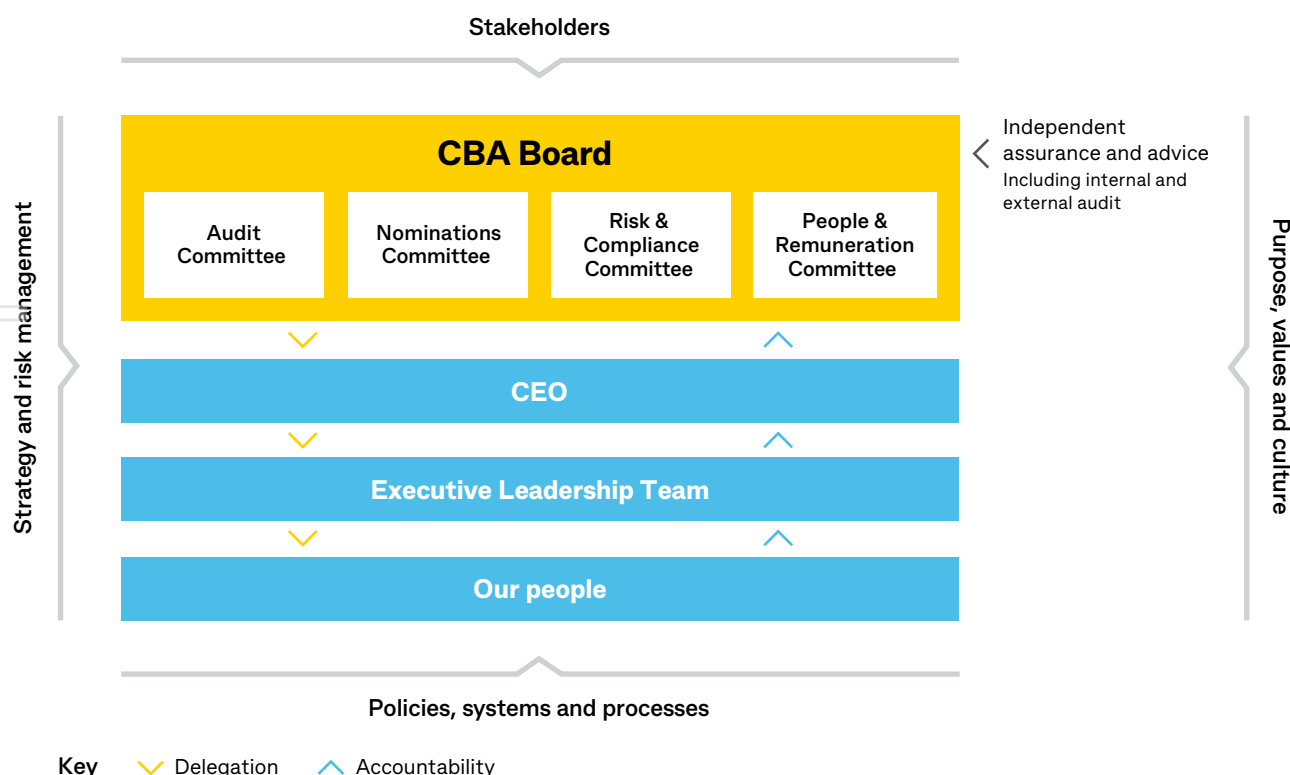 Stakeholders
CBA Board
Audit
Committee
Nominations
Committee
Risk &
Compliance
Committee
People &
Remuneration
Committee
Independent
assurance and advice
Including internal and
external audit
Strategy and risk management
Purpose, values and culture
CEO
Executive Leadership Team
Our people
Policies, systems and processes
Key Delegation Accountability